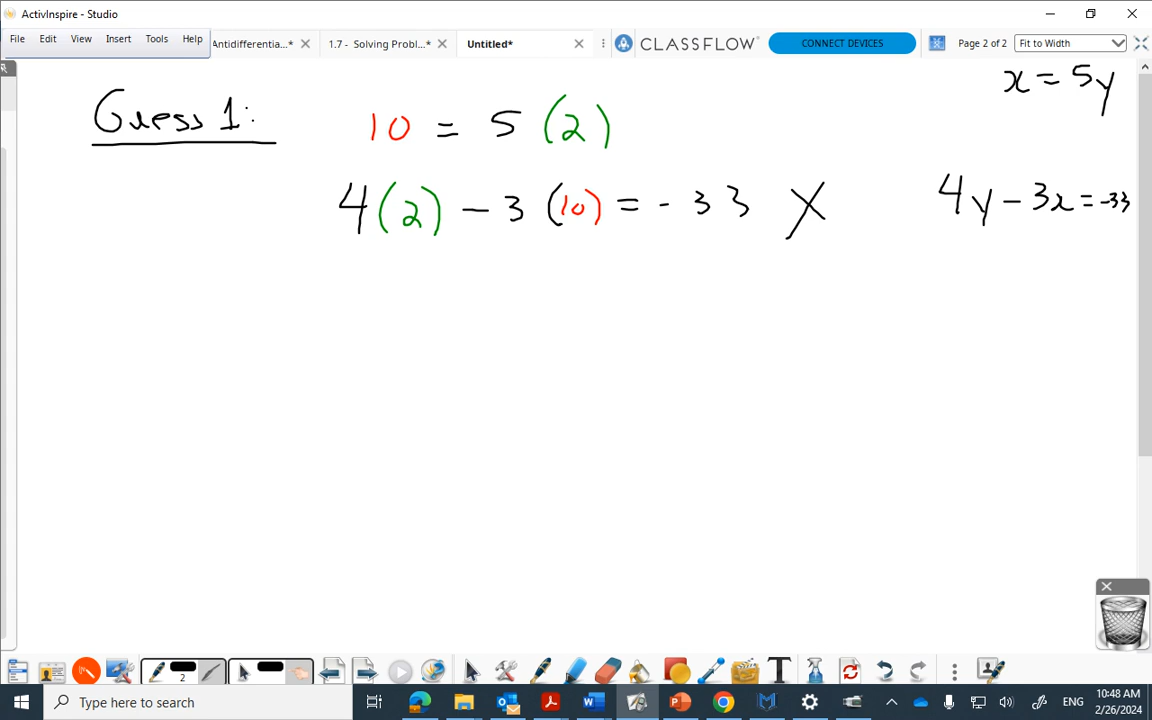 ActivInspire - Studio
File Edit View Insert Tools Help
Antidifferentia...* 1.7 - Solving Probl...* Untitled*
CLASSFLOW CONNECT DEVICES Page 2 of 2 Fit to Width
x = 5y
Guess 1: 10 = 5 (2)
4(2) - 3 (10) = - 33 X
4y - 3x = -33
2
T
Type here to search
ENG
10:48 AM
2/26/2024